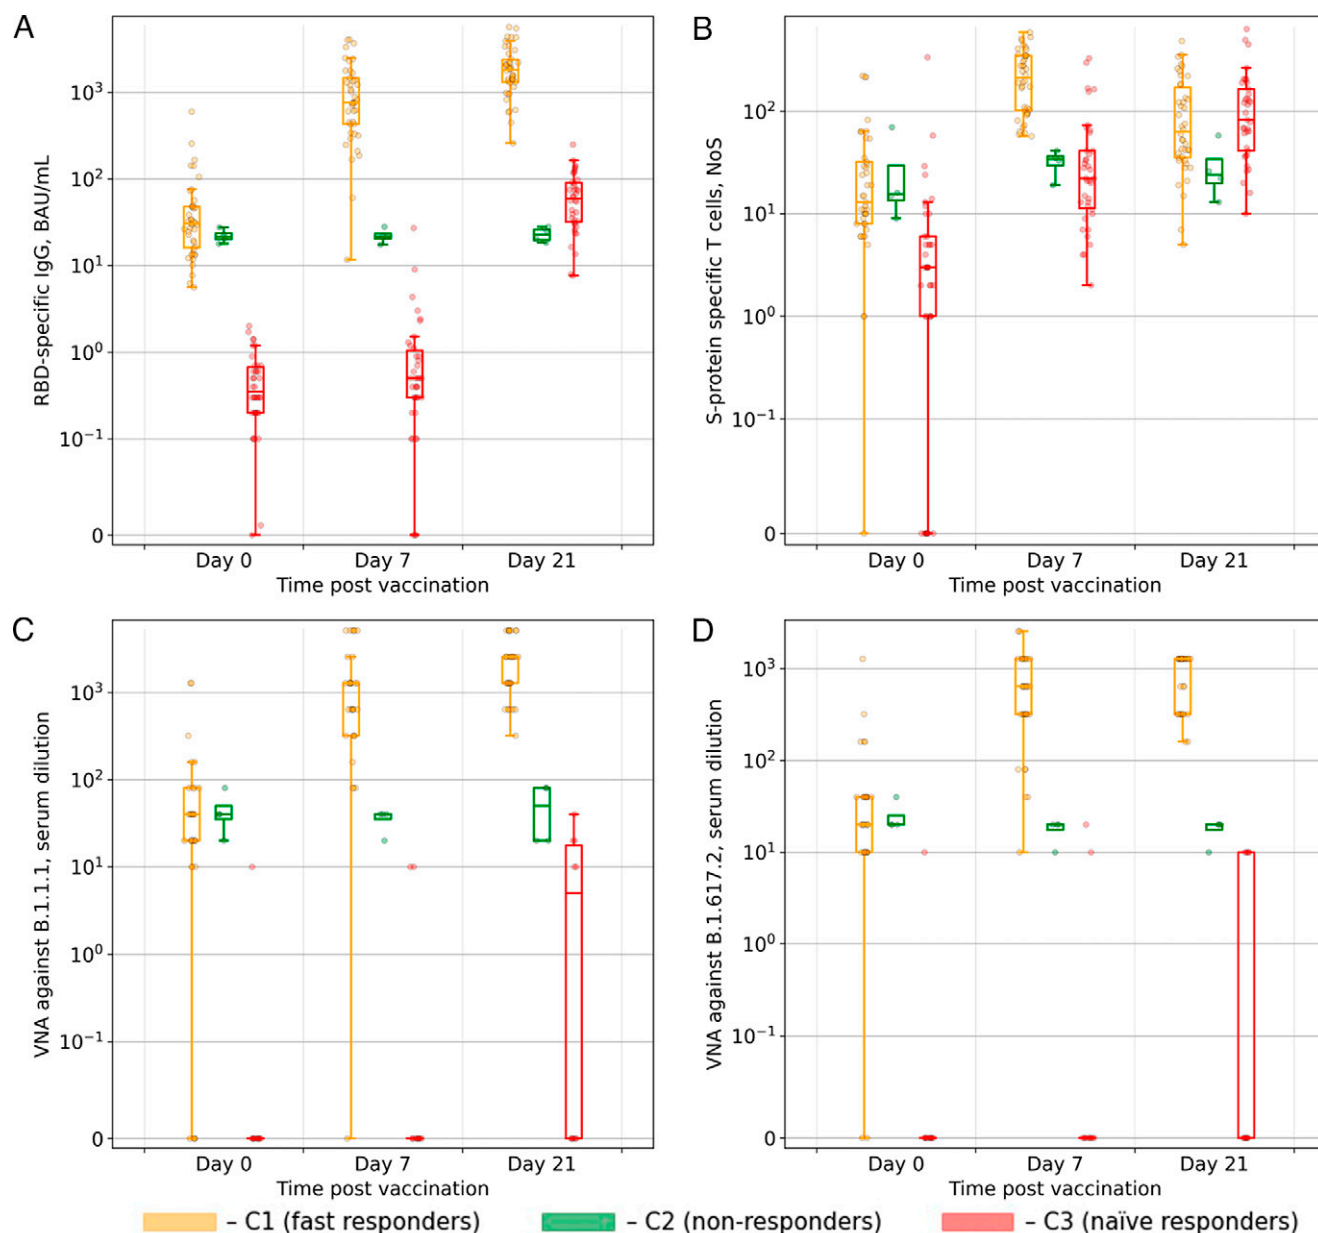 A
RBD-specific IgG, BAU/mL
10³
10²
10¹
10⁰
10⁻¹
0
Day 0 Day 7 Day 21
Time post vaccination
B
S-protein specific T cells, NoS
10²
10¹
10⁰
10⁻¹
0
Day 0 Day 7 Day 21
Time post vaccination
C
VNA against B.1.1.1, serum dilution
10³
10²
10¹
10⁰
10⁻¹
0
Day 0 Day 7 Day 21
Time post vaccination
D
VNA against B.1.617.2, serum dilution
10³
10²
10¹
10⁰
10⁻¹
0
Day 0 Day 7 Day 21
Time post vaccination
– C1 (fast responders) – C2 (non-responders) – C3 (naïve responders)